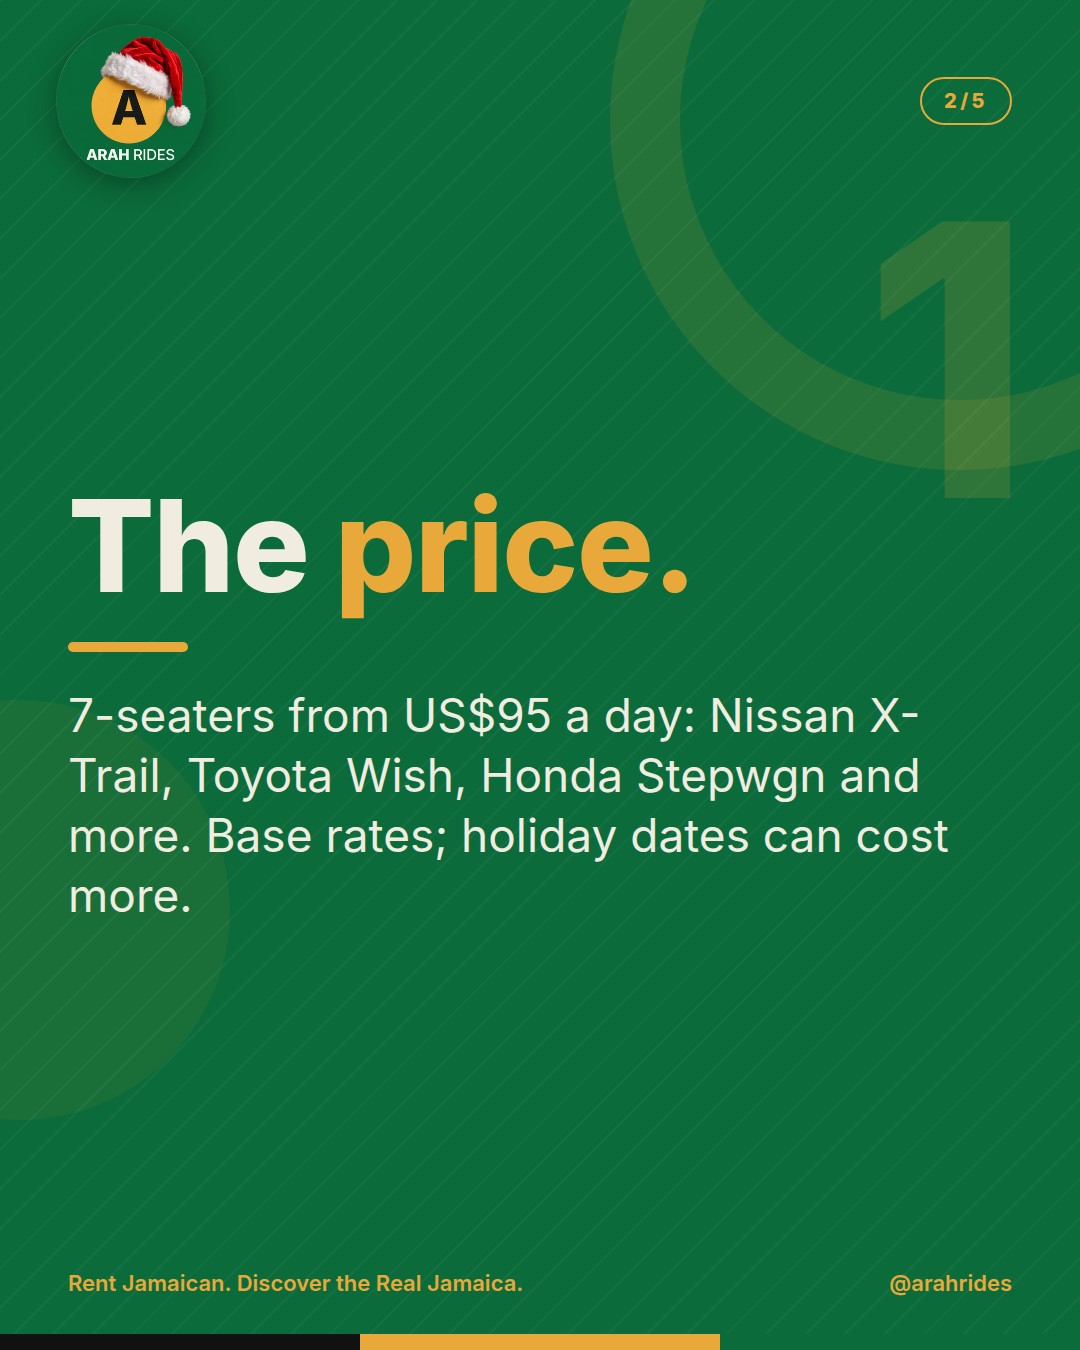 A
ARAH RIDES
2/5
1
The price.
7-seaters from US$95 a day: Nissan X-
Trail, Toyota Wish, Honda Stepwgn and
more. Base rates; holiday dates can cost
more.
Rent Jamaican. Discover the Real Jamaica.
@arahrides